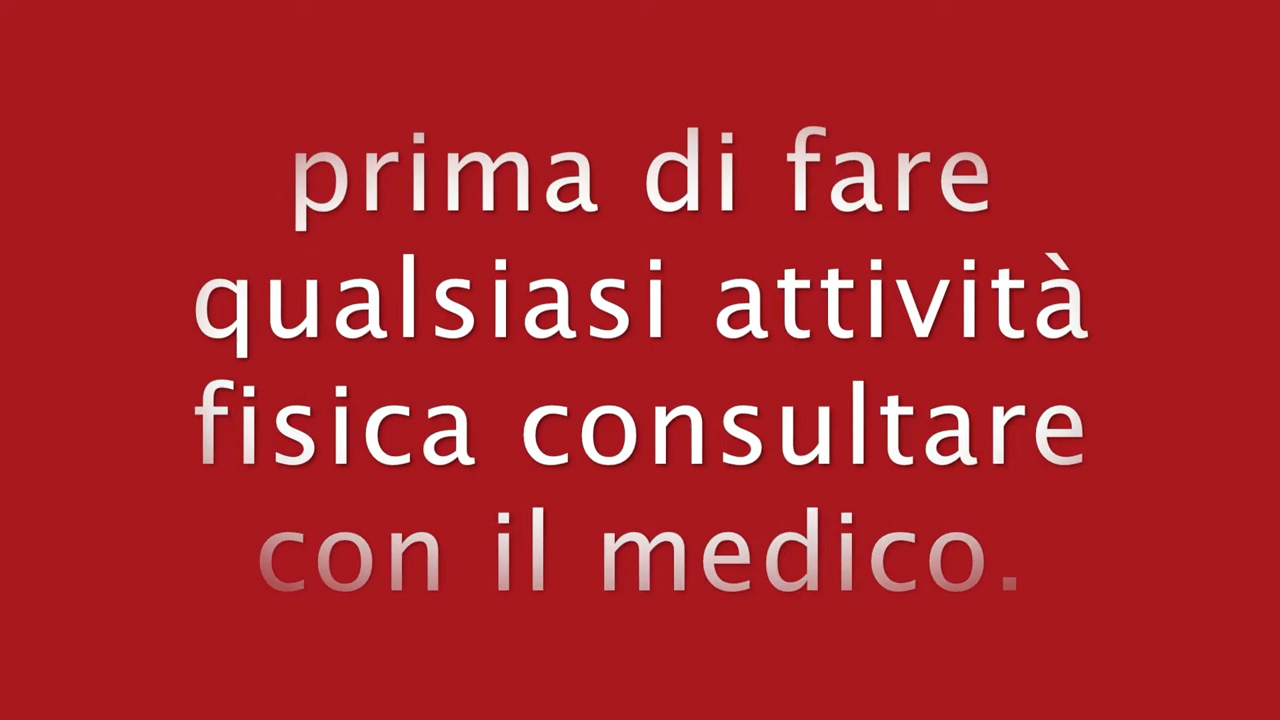 prima di fare
qualsiasi attività
fisica consultare
con il medico.